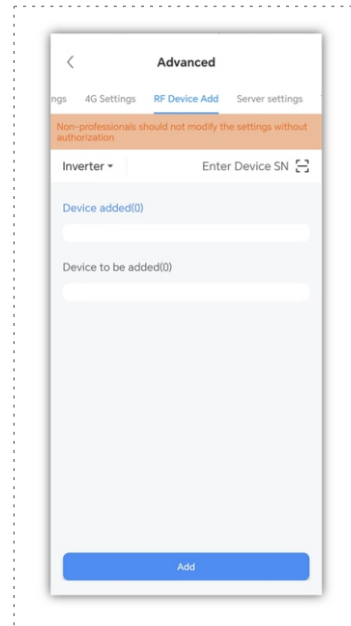 Advanced
ngs 4G Settings RF Device Add Server settings
Non-professionals should not modify the settings without
authorization
Inverter Enter Device SN
Device added(0)
Device to be added(0)
Add